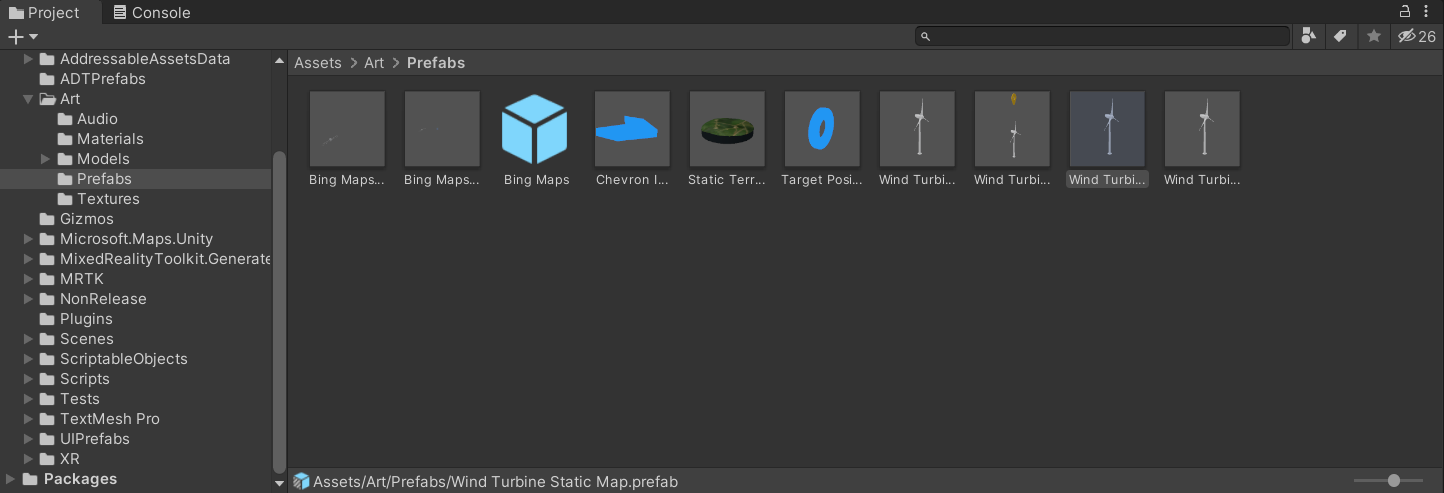 Project Console
26
AddressableAssetsData
ADTPrefabs
Art
Audio
Materials
Models
Prefabs
Textures
Gizmos
Microsoft.Maps.Unity
MixedRealityToolkit.Generate
MRTK
NonRelease
Plugins
Scenes
ScriptableObjects
Scripts
Tests
TextMesh Pro
UIPrefabs
XR
Packages
Assets > Art > Prefabs
Bing Maps... Bing Maps... Bing Maps Chevron I... Static Terr... Target Posi... Wind Turbi... Wind Turbi... Wind Turbi... Wind Turbi...
Assets/Art/Prefabs/Wind Turbine Static Map.prefab